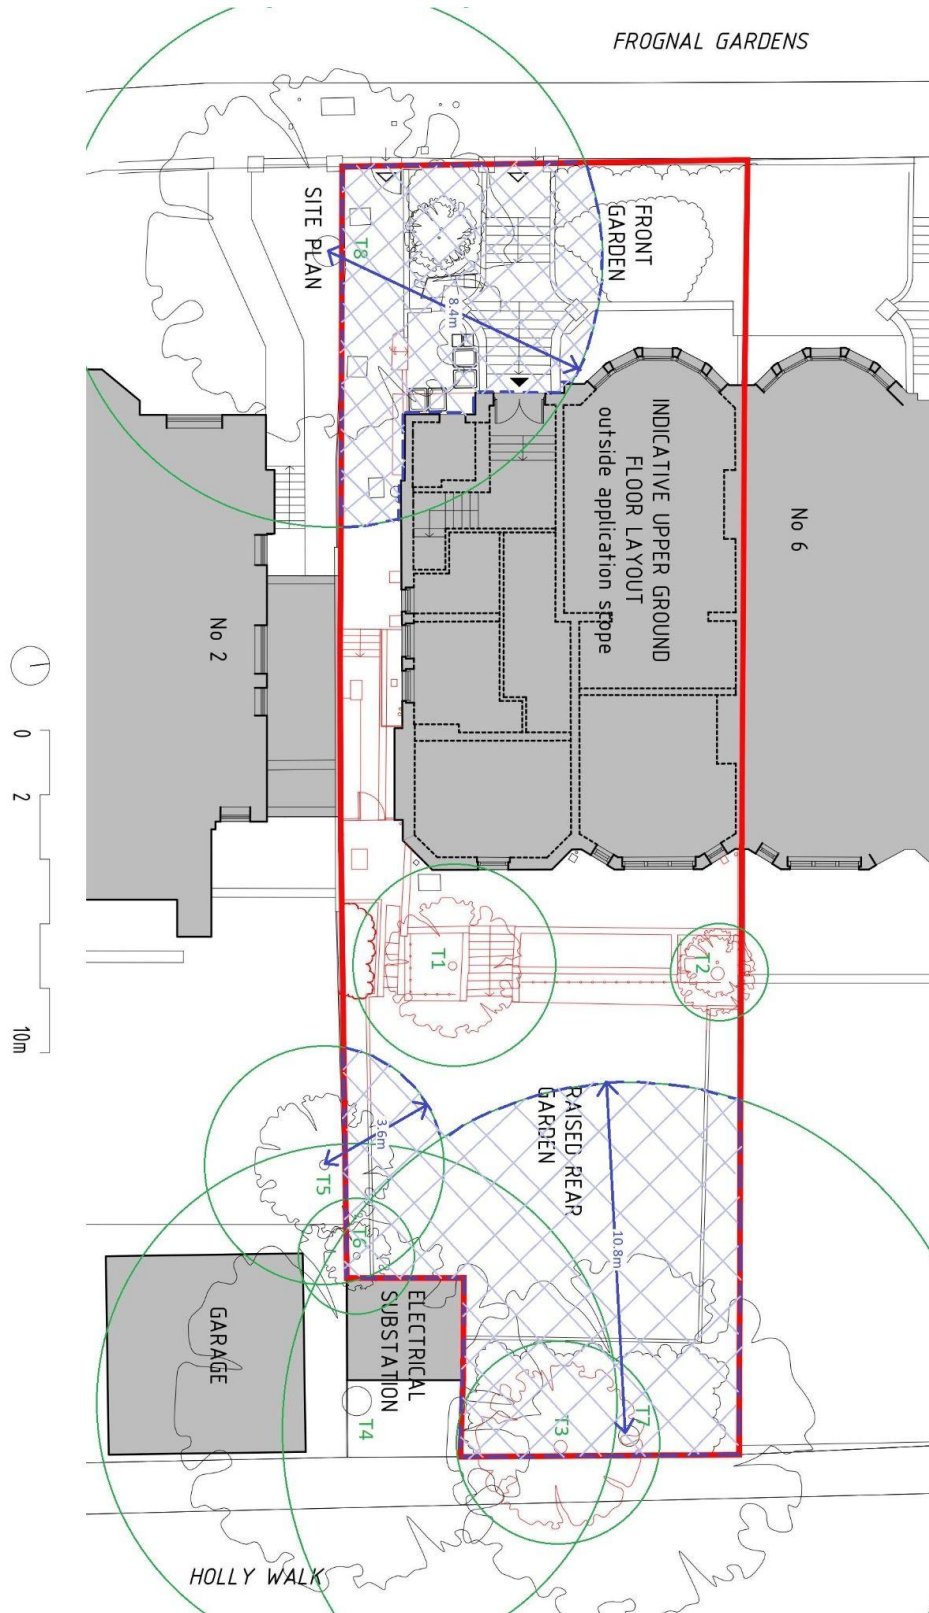 FROGNAL GARDENS
SITE PLAN
T8
FRONT
GARDEN
8.4m
INDICATIVE UPPER GROUND
FLOOR LAYOUT
outside application scope
No 6
No 2
0
2
10m
T1
T2
RAISED REAR
GARDEN
3.6m
T5
T6
10.8m
ELECTRICAL
SUBSTATION
GARAGE
T4
T3
T7
HOLLY WALK